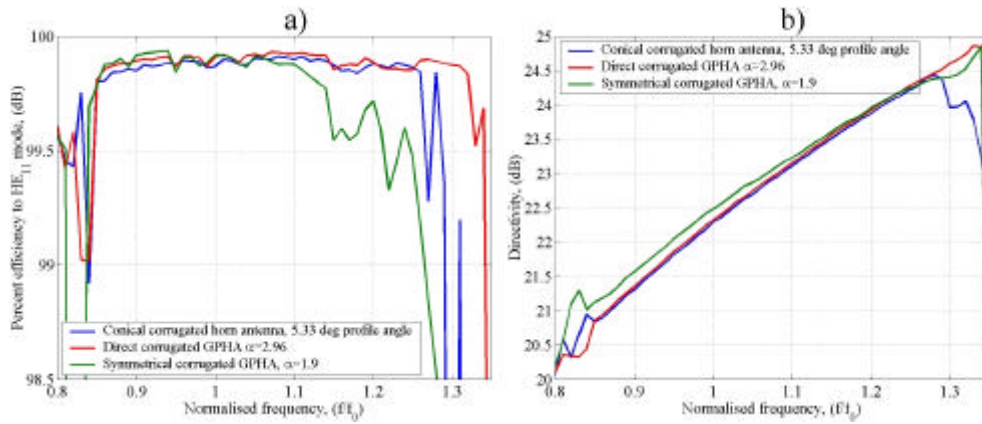 a)
100
99.5
99
98.5
Percent efficiency to HE11 mode, (dB)
Conical corrugated horn antenna, 5.33 deg profile angle
Direct corrugated GPHA α=2.96
Symmetrical corrugated GPHA, α=1.9
0.8 0.9 1 1.1 1.2 1.3
Normalised frequency, (f/f0)
b)
25
24.5
24
23.5
23
22.5
22
21.5
21
20.5
20
Directivity, (dB)
Conical corrugated horn antenna, 5.33 deg profile angle
Direct corrugated GPHA α=2.96
Symmetrical corrugated GPHA, α=1.9
0.8 0.9 1 1.1 1.2 1.3
Normalised frequency, (f/f0)